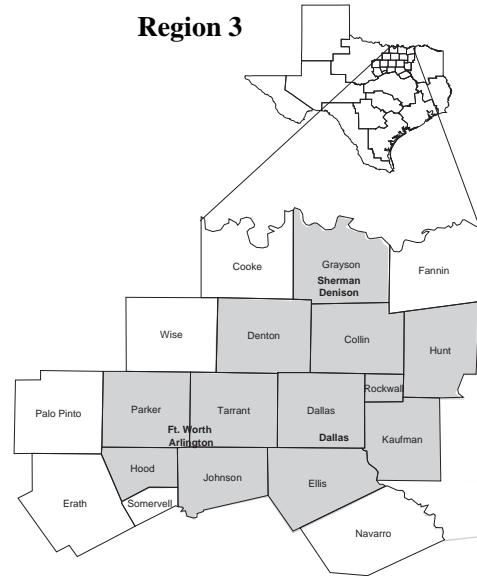 Region 3
Cooke
Grayson
Sherman
Denison
Fannin
Wise
Denton
Collin
Hunt
Rockwall
Palo Pinto
Parker
Tarrant
Dallas
Ft. Worth
Arlington
Dallas
Kaufman
Hood
Johnson
Ellis
Erath
Somervell
Navarro